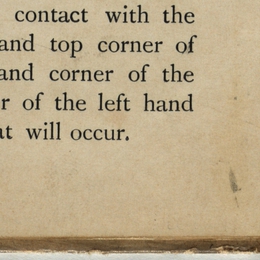 contact with the
and top corner of
and corner of the
of the left hand
will occur.